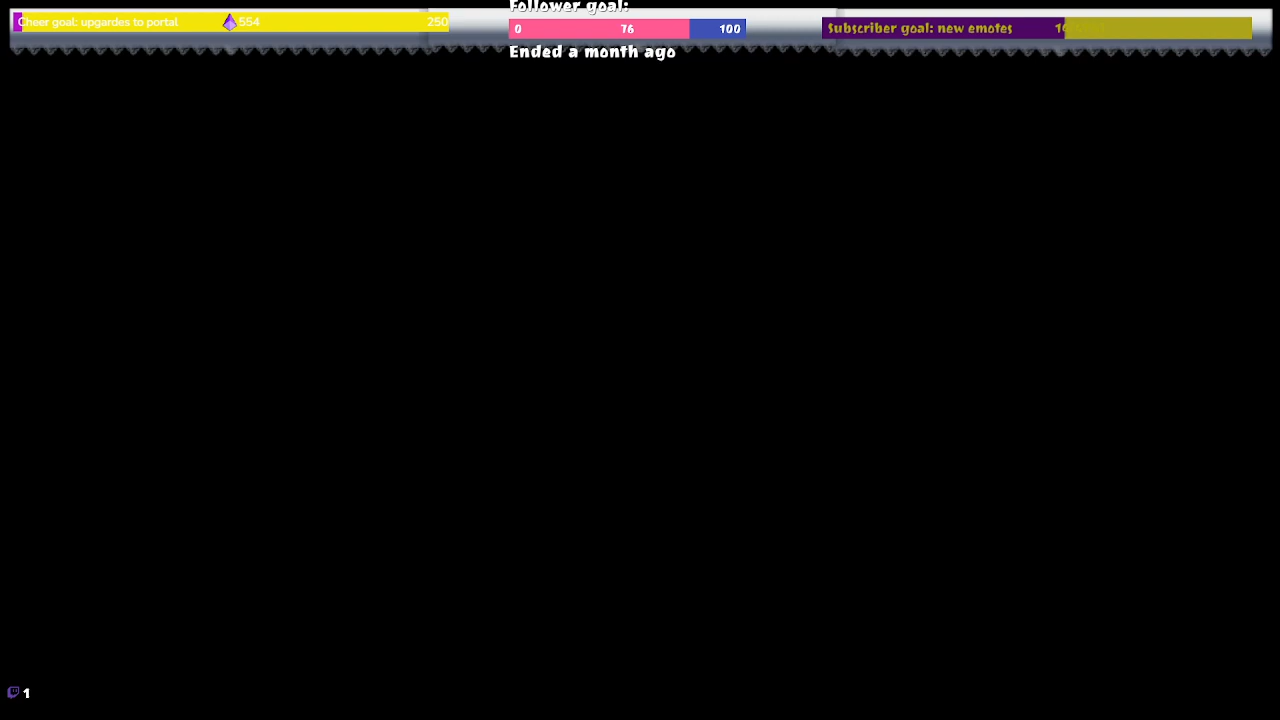 Cheer goal: upgardes to portal 554 250
Follower goal:
0 76 100
Ended a month ago
Subscriber goal: new emotes
1